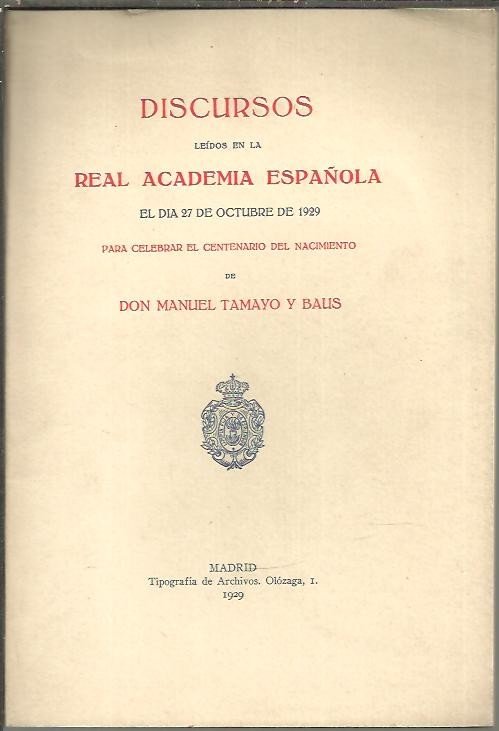 DISCURSOS
LEÍDOS EN LA
REAL ACADEMIA ESPAÑOLA
EL DIA 27 DE OCTUBRE DE 1929
PARA CELEBRAR EL CENTENARIO DEL NACIMIENTO
DE
DON MANUEL TAMAYO Y BAUS
MADRID
Tipografía de Archivos. Olózaga, 1.
1929